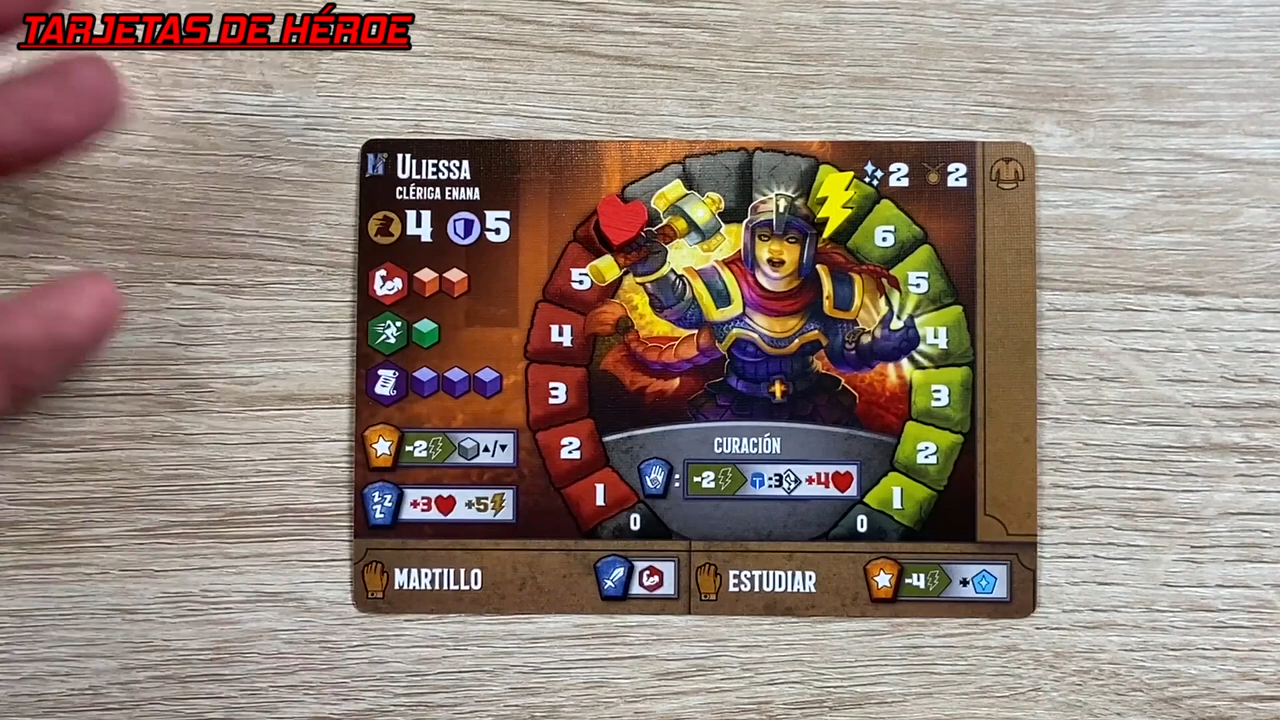 TARJETAS DE HÉROE
ULIESSA
CLÉRIGA ENANA
4 5
2 2
6
5 5
4 4
3 3
2 2
1 1
0 0
CURACIÓN
: -2 :3 +4
-2 ▲/▼
Z Z Z +3 +5
MARTILLO
ESTUDIAR -4 +